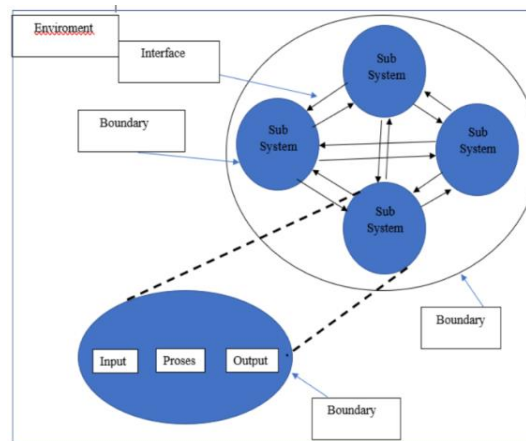 Enviroment
Interface
Boundary
Sub
System
Sub
System
Sub
System
Sub
System
Boundary
Input
Proses
Output
Boundary